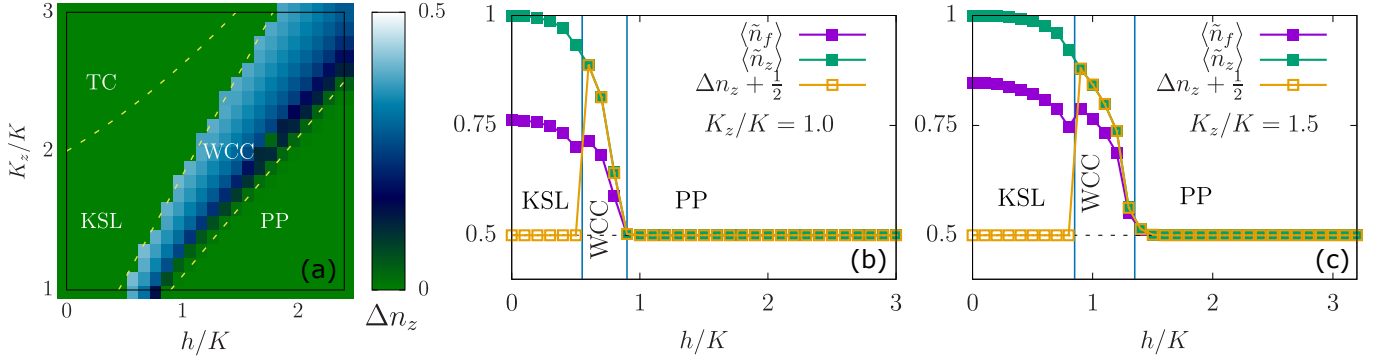 3
2
1
K_z/K
TC
WCC
KSL
PP
(a)
0 1 2
h/K
0.5
0
Δn_z
1
0.75
0.5
⟨ñ_f⟩
⟨ñ_z⟩
Δn_z + 1/2
K_z/K = 1.0
KSL
WCC
PP
(b)
0 1 2 3
h/K
1
0.75
0.5
⟨ñ_f⟩
⟨ñ_z⟩
Δn_z + 1/2
K_z/K = 1.5
KSL
WCC
PP
(c)
0 1 2 3
h/K